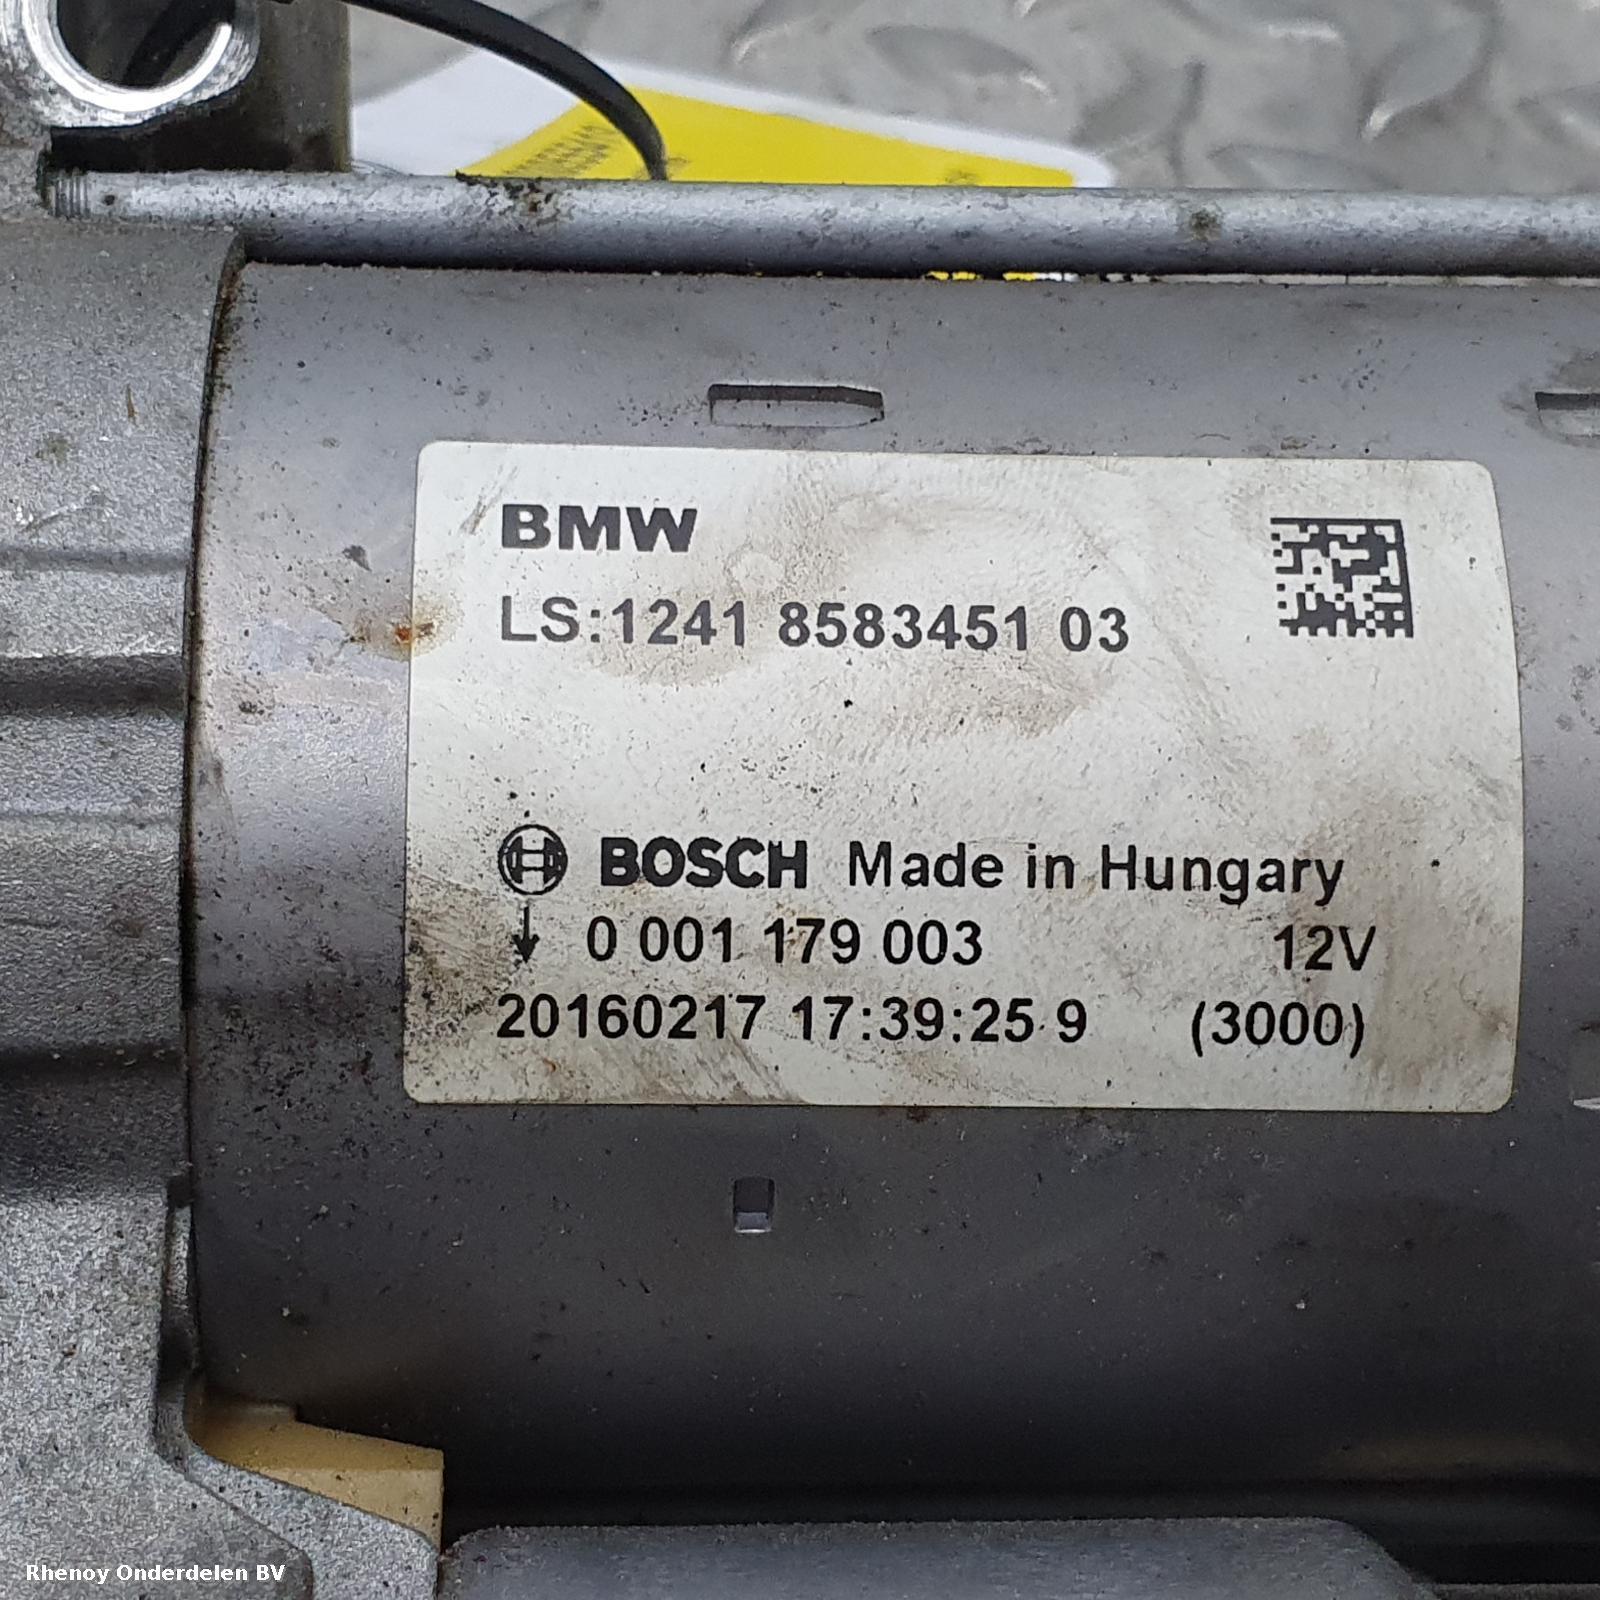 BMW
LS:1241 8583451 03
BOSCH Made in Hungary
↓ 0 001 179 003 12V
20160217 17:39:25 9 (3000)
Rhenoy Onderdelen BV